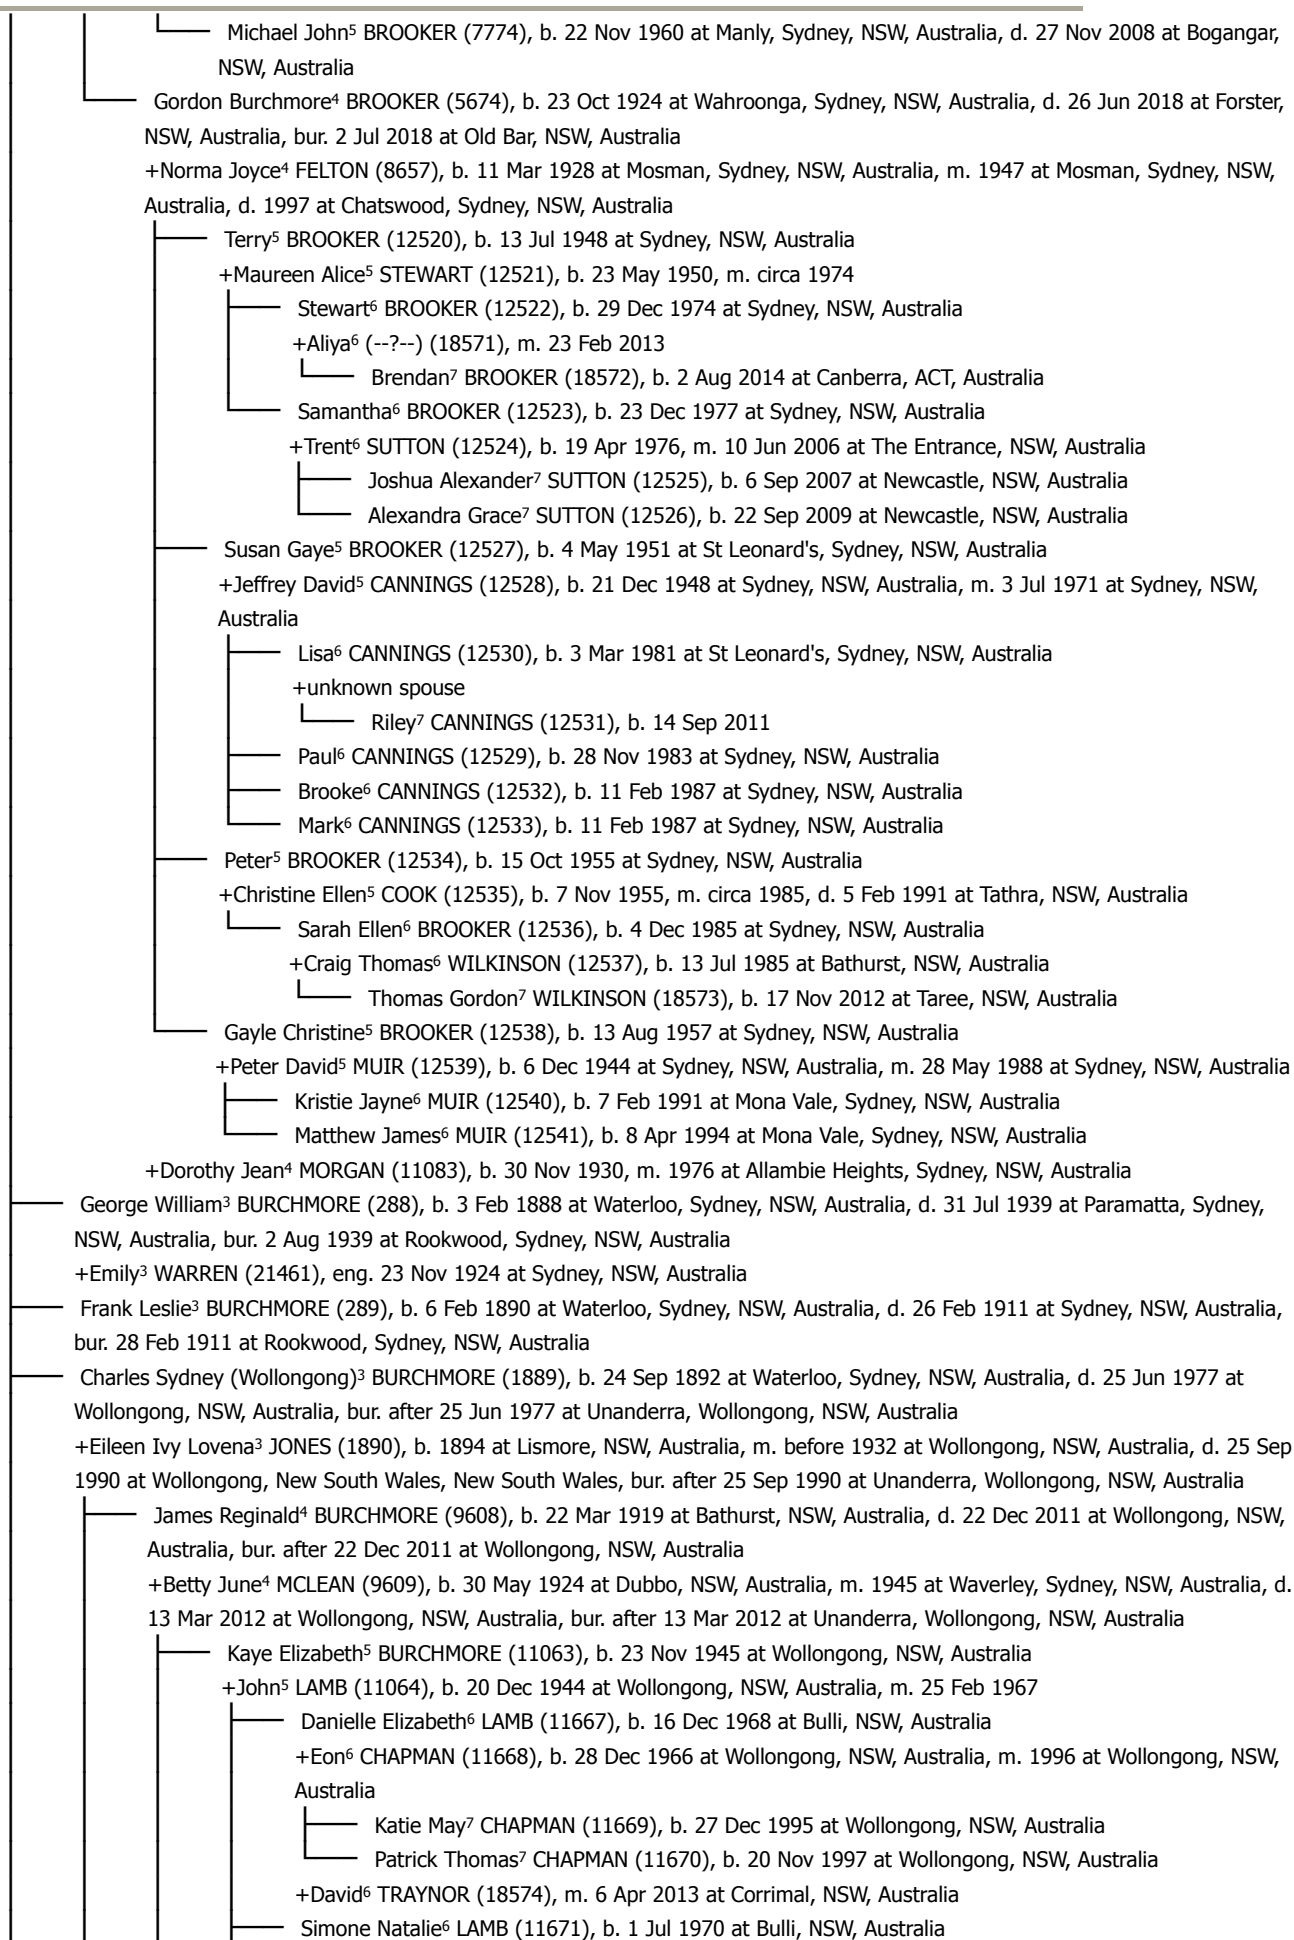 Michael John⁵ BROOKER (7774), b. 22 Nov 1960 at Manly, Sydney, NSW, Australia, d. 27 Nov 2008 at Bogangar,
NSW, Australia
Gordon Burchmore⁴ BROOKER (5674), b. 23 Oct 1924 at Wahroonga, Sydney, NSW, Australia, d. 26 Jun 2018 at Forster,
NSW, Australia, bur. 2 Jul 2018 at Old Bar, NSW, Australia
+Norma Joyce⁴ FELTON (8657), b. 11 Mar 1928 at Mosman, Sydney, NSW, Australia, m. 1947 at Mosman, Sydney, NSW,
Australia, d. 1997 at Chatswood, Sydney, NSW, Australia
Terry⁵ BROOKER (12520), b. 13 Jul 1948 at Sydney, NSW, Australia
+Maureen Alice⁵ STEWART (12521), b. 23 May 1950, m. circa 1974
Stewart⁶ BROOKER (12522), b. 29 Dec 1974 at Sydney, NSW, Australia
+Aliya⁶ (--?--) (18571), m. 23 Feb 2013
Brendan⁷ BROOKER (18572), b. 2 Aug 2014 at Canberra, ACT, Australia
Samantha⁶ BROOKER (12523), b. 23 Dec 1977 at Sydney, NSW, Australia
+Trent⁶ SUTTON (12524), b. 19 Apr 1976, m. 10 Jun 2006 at The Entrance, NSW, Australia
Joshua Alexander⁷ SUTTON (12525), b. 6 Sep 2007 at Newcastle, NSW, Australia
Alexandra Grace⁷ SUTTON (12526), b. 22 Sep 2009 at Newcastle, NSW, Australia
Susan Gaye⁵ BROOKER (12527), b. 4 May 1951 at St Leonard's, Sydney, NSW, Australia
+Jeffrey David⁵ CANNINGS (12528), b. 21 Dec 1948 at Sydney, NSW, Australia, m. 3 Jul 1971 at Sydney, NSW,
Australia
Lisa⁶ CANNINGS (12530), b. 3 Mar 1981 at St Leonard's, Sydney, NSW, Australia
+unknown spouse
Riley⁷ CANNINGS (12531), b. 14 Sep 2011
Paul⁶ CANNINGS (12529), b. 28 Nov 1983 at Sydney, NSW, Australia
Brooke⁶ CANNINGS (12532), b. 11 Feb 1987 at Sydney, NSW, Australia
Mark⁶ CANNINGS (12533), b. 11 Feb 1987 at Sydney, NSW, Australia
Peter⁵ BROOKER (12534), b. 15 Oct 1955 at Sydney, NSW, Australia
+Christine Ellen⁵ COOK (12535), b. 7 Nov 1955, m. circa 1985, d. 5 Feb 1991 at Tathra, NSW, Australia
Sarah Ellen⁶ BROOKER (12536), b. 4 Dec 1985 at Sydney, NSW, Australia
+Craig Thomas⁶ WILKINSON (12537), b. 13 Jul 1985 at Bathurst, NSW, Australia
Thomas Gordon⁷ WILKINSON (18573), b. 17 Nov 2012 at Taree, NSW, Australia
Gayle Christine⁵ BROOKER (12538), b. 13 Aug 1957 at Sydney, NSW, Australia
+Peter David⁵ MUIR (12539), b. 6 Dec 1944 at Sydney, NSW, Australia, m. 28 May 1988 at Sydney, NSW, Australia
Kristie Jayne⁶ MUIR (12540), b. 7 Feb 1991 at Mona Vale, Sydney, NSW, Australia
Matthew James⁶ MUIR (12541), b. 8 Apr 1994 at Mona Vale, Sydney, NSW, Australia
+Dorothy Jean⁴ MORGAN (11083), b. 30 Nov 1930, m. 1976 at Allambie Heights, Sydney, NSW, Australia
George William³ BURCHMORE (288), b. 3 Feb 1888 at Waterloo, Sydney, NSW, Australia, d. 31 Jul 1939 at Paramatta, Sydney,
NSW, Australia, bur. 2 Aug 1939 at Rookwood, Sydney, NSW, Australia
+Emily³ WARREN (21461), eng. 23 Nov 1924 at Sydney, NSW, Australia
Frank Leslie³ BURCHMORE (289), b. 6 Feb 1890 at Waterloo, Sydney, NSW, Australia, d. 26 Feb 1911 at Sydney, NSW, Australia,
bur. 28 Feb 1911 at Rookwood, Sydney, NSW, Australia
Charles Sydney (Wollongong)³ BURCHMORE (1889), b. 24 Sep 1892 at Waterloo, Sydney, NSW, Australia, d. 25 Jun 1977 at
Wollongong, NSW, Australia, bur. after 25 Jun 1977 at Unanderra, Wollongong, NSW, Australia
+Eileen Ivy Lovena³ JONES (1890), b. 1894 at Lismore, NSW, Australia, m. before 1932 at Wollongong, NSW, Australia, d. 25 Sep
1990 at Wollongong, New South Wales, New South Wales, bur. after 25 Sep 1990 at Unanderra, Wollongong, NSW, Australia
James Reginald⁴ BURCHMORE (9608), b. 22 Mar 1919 at Bathurst, NSW, Australia, d. 22 Dec 2011 at Wollongong, NSW,
Australia, bur. after 22 Dec 2011 at Wollongong, NSW, Australia
+Betty June⁴ MCLEAN (9609), b. 30 May 1924 at Dubbo, NSW, Australia, m. 1945 at Waverley, Sydney, NSW, Australia, d.
13 Mar 2012 at Wollongong, NSW, Australia, bur. after 13 Mar 2012 at Unanderra, Wollongong, NSW, Australia
Kaye Elizabeth⁵ BURCHMORE (11063), b. 23 Nov 1945 at Wollongong, NSW, Australia
+John⁵ LAMB (11064), b. 20 Dec 1944 at Wollongong, NSW, Australia, m. 25 Feb 1967
Danielle Elizabeth⁶ LAMB (11667), b. 16 Dec 1968 at Bulli, NSW, Australia
+Eon⁶ CHAPMAN (11668), b. 28 Dec 1966 at Wollongong, NSW, Australia, m. 1996 at Wollongong, NSW,
Australia
Katie May⁷ CHAPMAN (11669), b. 27 Dec 1995 at Wollongong, NSW, Australia
Patrick Thomas⁷ CHAPMAN (11670), b. 20 Nov 1997 at Wollongong, NSW, Australia
+David⁶ TRAYNOR (18574), m. 6 Apr 2013 at Corrimal, NSW, Australia
Simone Natalie⁶ LAMB (11671), b. 1 Jul 1970 at Bulli, NSW, Australia